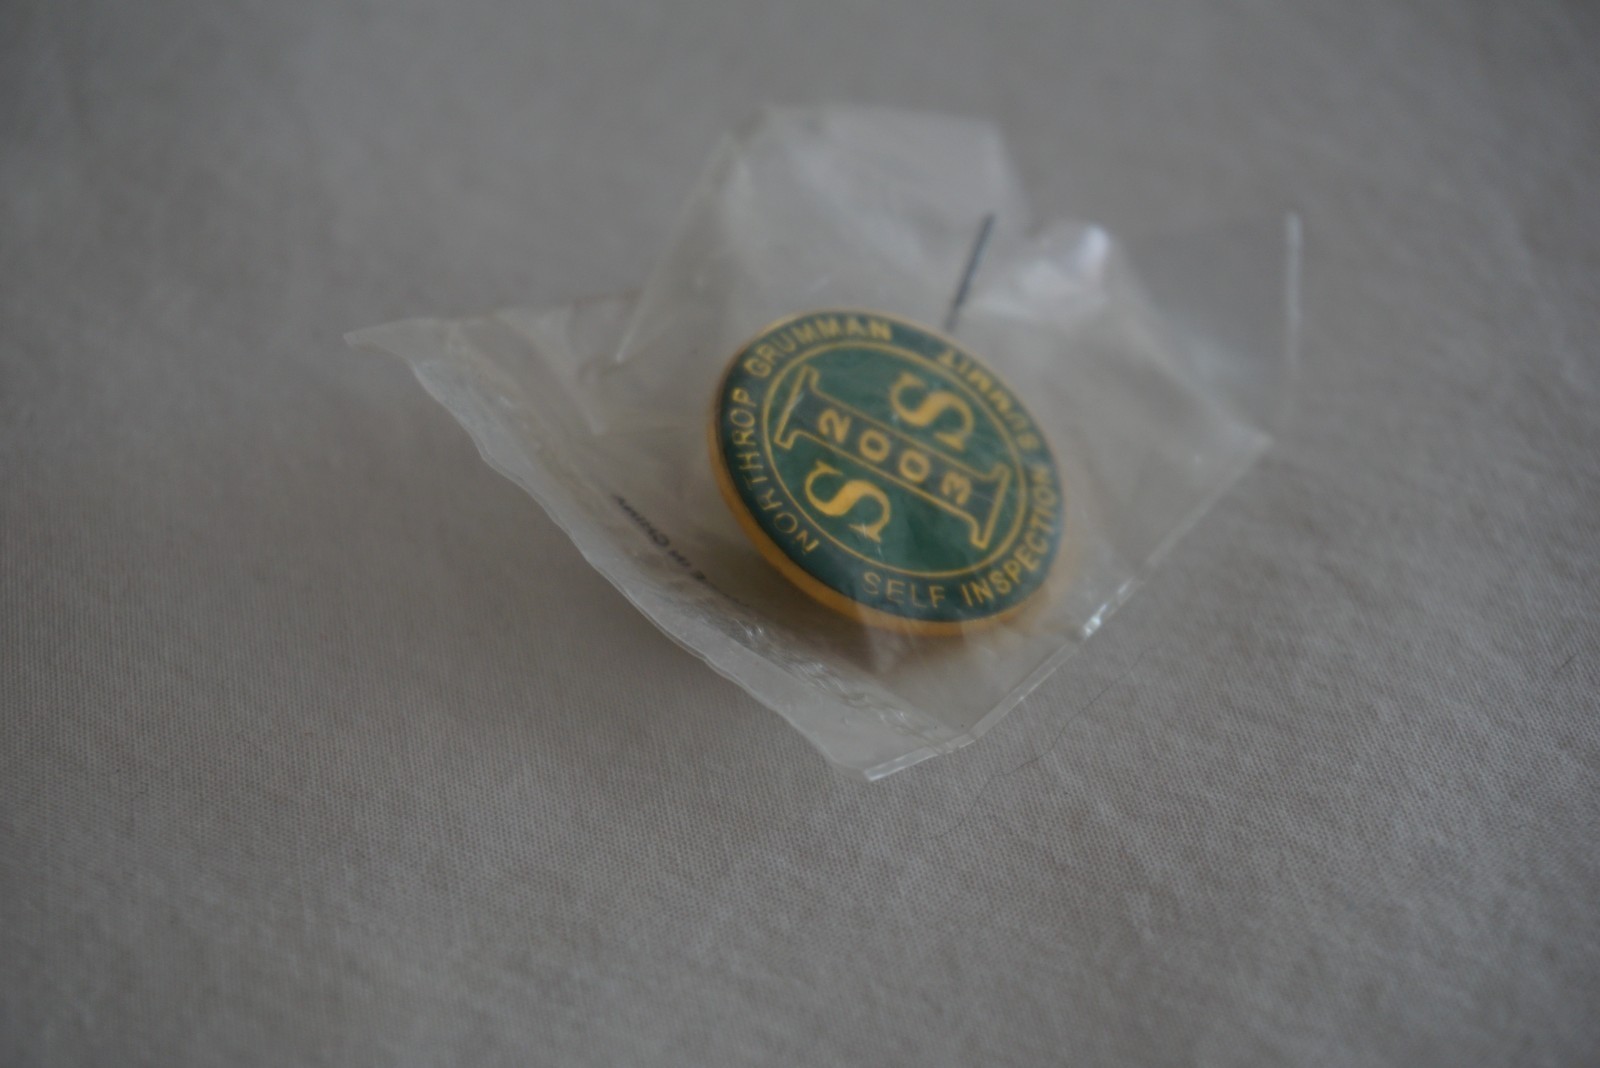 NORTHROP GRUMMAN
SELF INSPECTION SUMMIT
S
2003
I
S